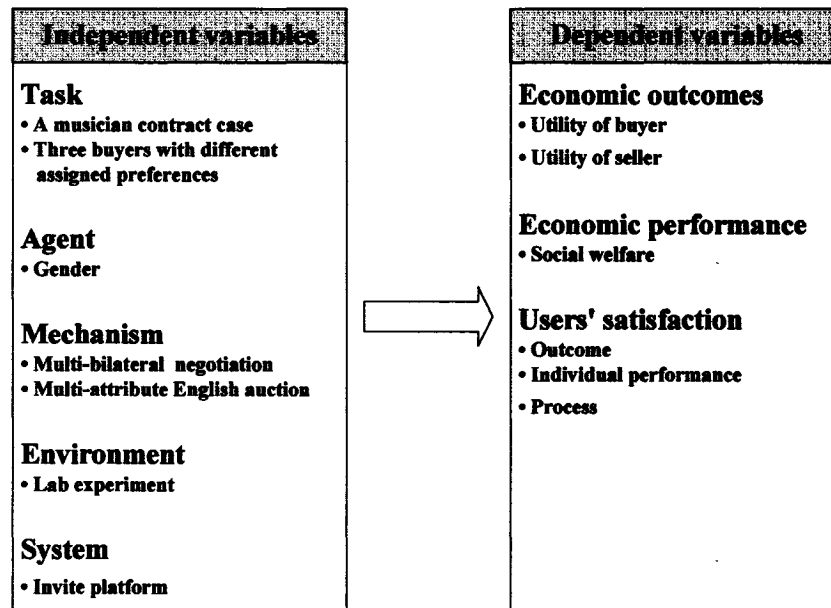 Independent variables
Task
• A musician contract case
• Three buyers with different
assigned preferences
Agent
• Gender
Mechanism
• Multi-bilateral negotiation
• Multi-attribute English auction
Environment
• Lab experiment
System
• Invite platform
Dependent variables
Economic outcomes
• Utility of buyer
• Utility of seller
Economic performance
• Social welfare
Users' satisfaction
• Outcome
• Individual performance
• Process